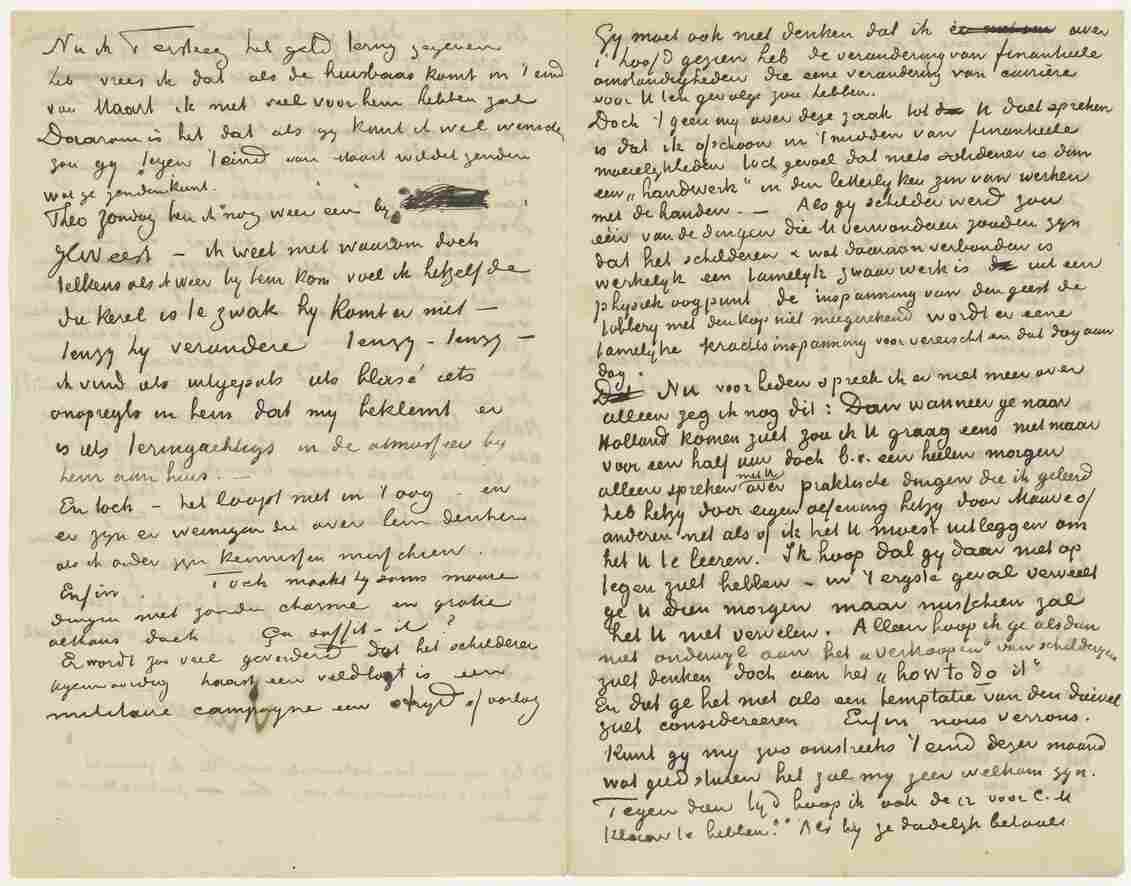 Nu ik Tersteeg het geld terug gegeven
heb vrees ik dat als de huisbaas komt in 't eind
van Maart ik niet veel voor hem hebben zal
Daarom is het dat als gy kunt ik wel wensch
zou gy tegen 't eind van Maart wildet zenden
wat ge zenden kunt.
Theo zondag ben ik nog weer eens by
H v d Weele – ik weet niet waarom doch
telkens als ik weer by hem kom voel ik hetzelfde
die kerel is te zwak hy komt er niet –
tenzy hy verandere tenzy – tenzy –
ik vind iets uitgeputs iets blasé iets
onopregts in hem dat my beklemt er
is iets teringachtigs in de atmosfeer by
hem aan huis. –
En toch – het loopt niet in 't oog – en
er zyn er weinigen die over hem denken
als ik onder zyn kennissen misschien.
Enfin. Toch maakt hy soms mooie
dingen niet zonder charme en gratie
althans doch Ça suffit-il?
Er wordt zoo veel gevorderd dat het schilderen
tegenwoordig haast een veldtogt is een
militaire campagne een stryd of oorlog
Gy moet ook niet denken dat ik over
't hoofd gezien heb de verandering van financieele
omstandigheden die eene verandering van carrière
voor U ten gevolge zou hebben.
Doch 't geen my over deze zaak tot U doet spreken
is dat ik ofschoon in 't midden van financieele
moeielykheden toch gevoel dat niets solideder is dan
een „handwerk” in den letterlyken zin van werken
met de handen. – Als gy schilder werd zou
één van de dingen die U verwonderen zouden zyn
dat het schilderen & wat daaraan verbonden is
werkelyk een tamelyk zwaar werk is uit een
physiek oogpunt de inspanning van den geest de
tobbery met den kop niet meegerekend wordt er eene
tamelyke krachtsinspanning voor vereischt en dat dag aan
dag.
Nu voor heden spreek ik er niet meer over
alleen zeg ik nog dit: Dan wanneer ge naar
Holland komen zult zou ik U graag eens niet maar
voor een half uur doch b.v. een heelen morgen
alleen spreken met U over praktische dingen die ik geleerd
heb hetzy door eigen oefening hetzy door Mauve of
anderen net als of ik het U moest uitleggen om
het U te leeren. Ik hoop dat gy daar niet op
tegen zult hebben – in 't ergste geval verveelt
ge U dien morgen maar misschien zal
het U niet vervelen. Alleen hoop ik ge alsdan
niet onderwyl aan het „verkoopen” van schilderyen
zult denken doch aan het „how to do it”
En dat ge het niet als een temptatie van den duivel
zult considereeren Enfin nous verrons.
Kunt gy my zoo omstreeks 't eind dezer maand
wat geld sturen het zal my zeer welkom zyn.
Tegen dien tyd hoop ik ook de 12 voor C. M
klaar te hebben. Als hy ze dadelyk betaalt